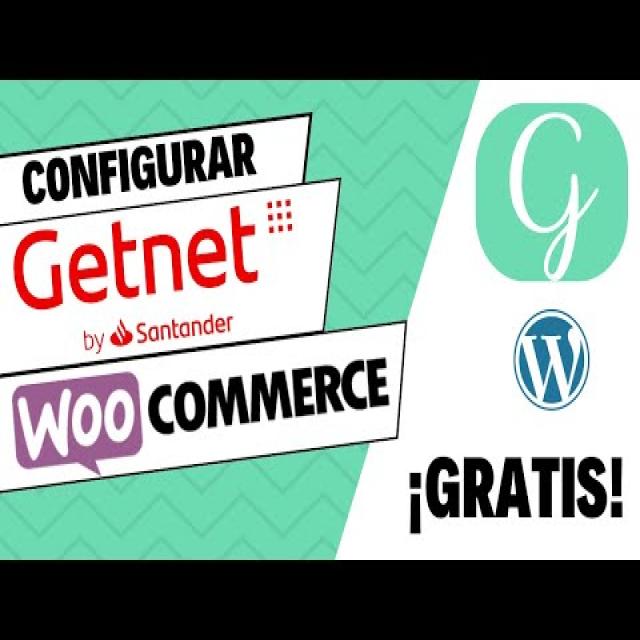 CONFIGURAR
Getnet
by Santander
WOO COMMERCE
G
W
¡GRATIS!